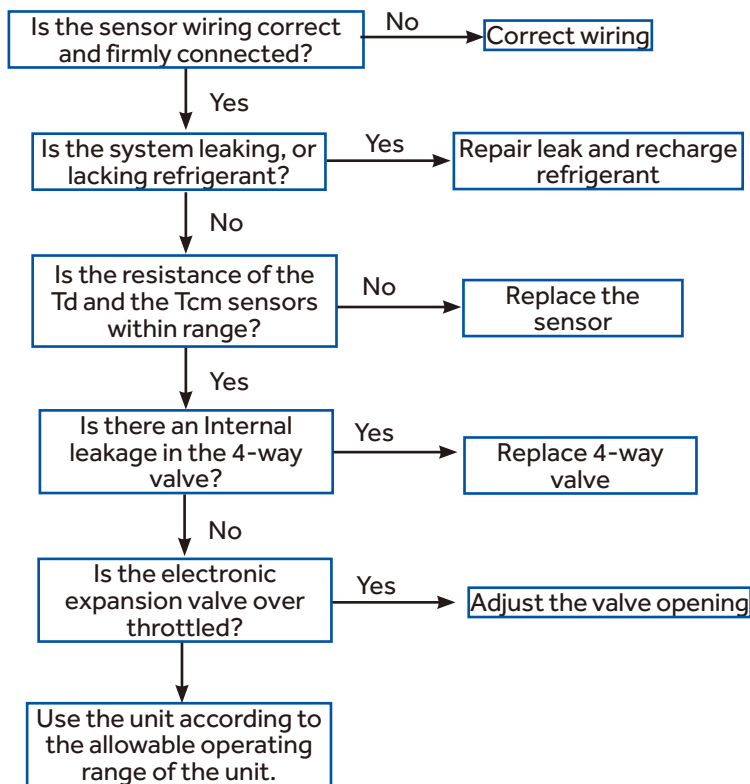 Is the sensor wiring correct
and firmly connected?
No
Correct wiring
Yes
Is the system leaking, or
lacking refrigerant?
Yes
Repair leak and recharge
refrigerant
No
Is the resistance of the
Td and the Tcm sensors
within range?
No
Replace the
sensor
Yes
Is there an Internal
leakage in the 4-way
valve?
Yes
Replace 4-way
valve
No
Is the electronic
expansion valve over
throttled?
Yes
Adjust the valve opening
Use the unit according to
the allowable operating
range of the unit.